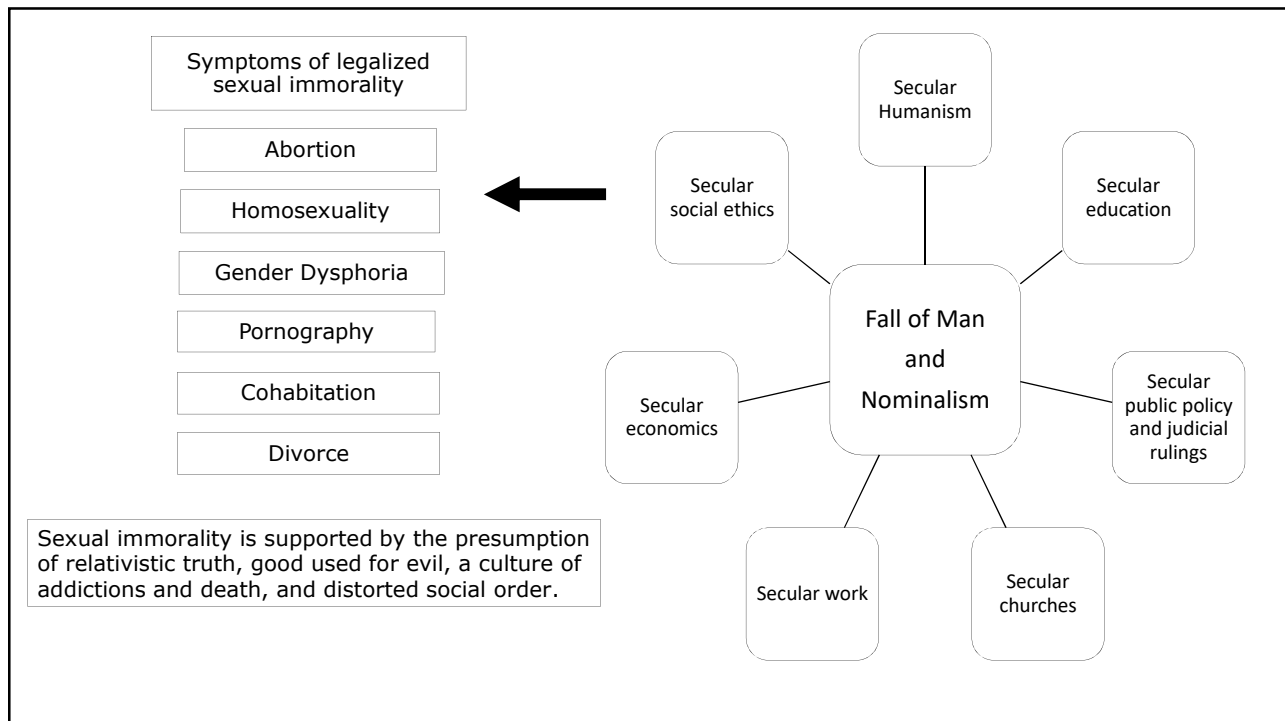 Symptoms of legalized
sexual immorality
Abortion
Homosexuality
Gender Dysphoria
Pornography
Cohabitation
Divorce
Sexual immorality is supported by the presumption
of relativistic truth, good used for evil, a culture of
addictions and death, and distorted social order.
Secular
Humanism
Secular
social ethics
Secular
education
Fall of Man
and
Nominalism
Secular
economics
Secular
public policy
and judicial
rulings
Secular work
Secular
churches